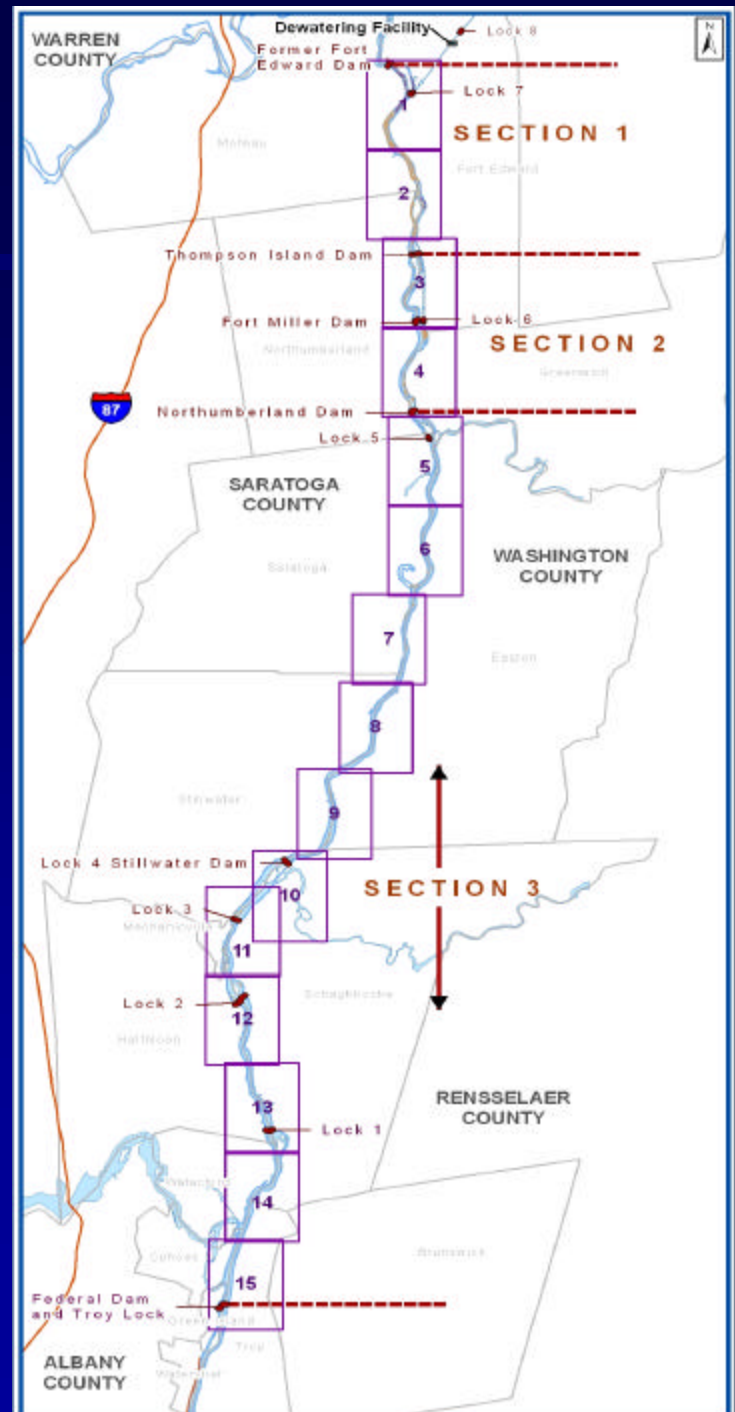 Dewatering Facility
Lock 8
N
WARREN
COUNTY
Former Fort
Edward Dam
Lock 7
1
SECTION 1
Moreau
Fort Edward
2
Thompson Island Dam
3
Fort Miller Dam
Lock 6
Northumberland
SECTION 2
4
Greenwich
87
Northumberland Dam
Lock 5
5
SARATOGA
COUNTY
6
WASHINGTON
COUNTY
Saratoga
7
Easton
8
Stillwater
9
Lock 4 Stillwater Dam
10
SECTION 3
Lock 3
Mechanicville
11
Schaghticoke
Lock 2
12
Halfmoon
RENSSELAER
COUNTY
13
Lock 1
Waterford
14
Cohoes
Brunswick
15
Federal Dam
and Troy Lock
Green Island
Troy
ALBANY
COUNTY
Watervliet